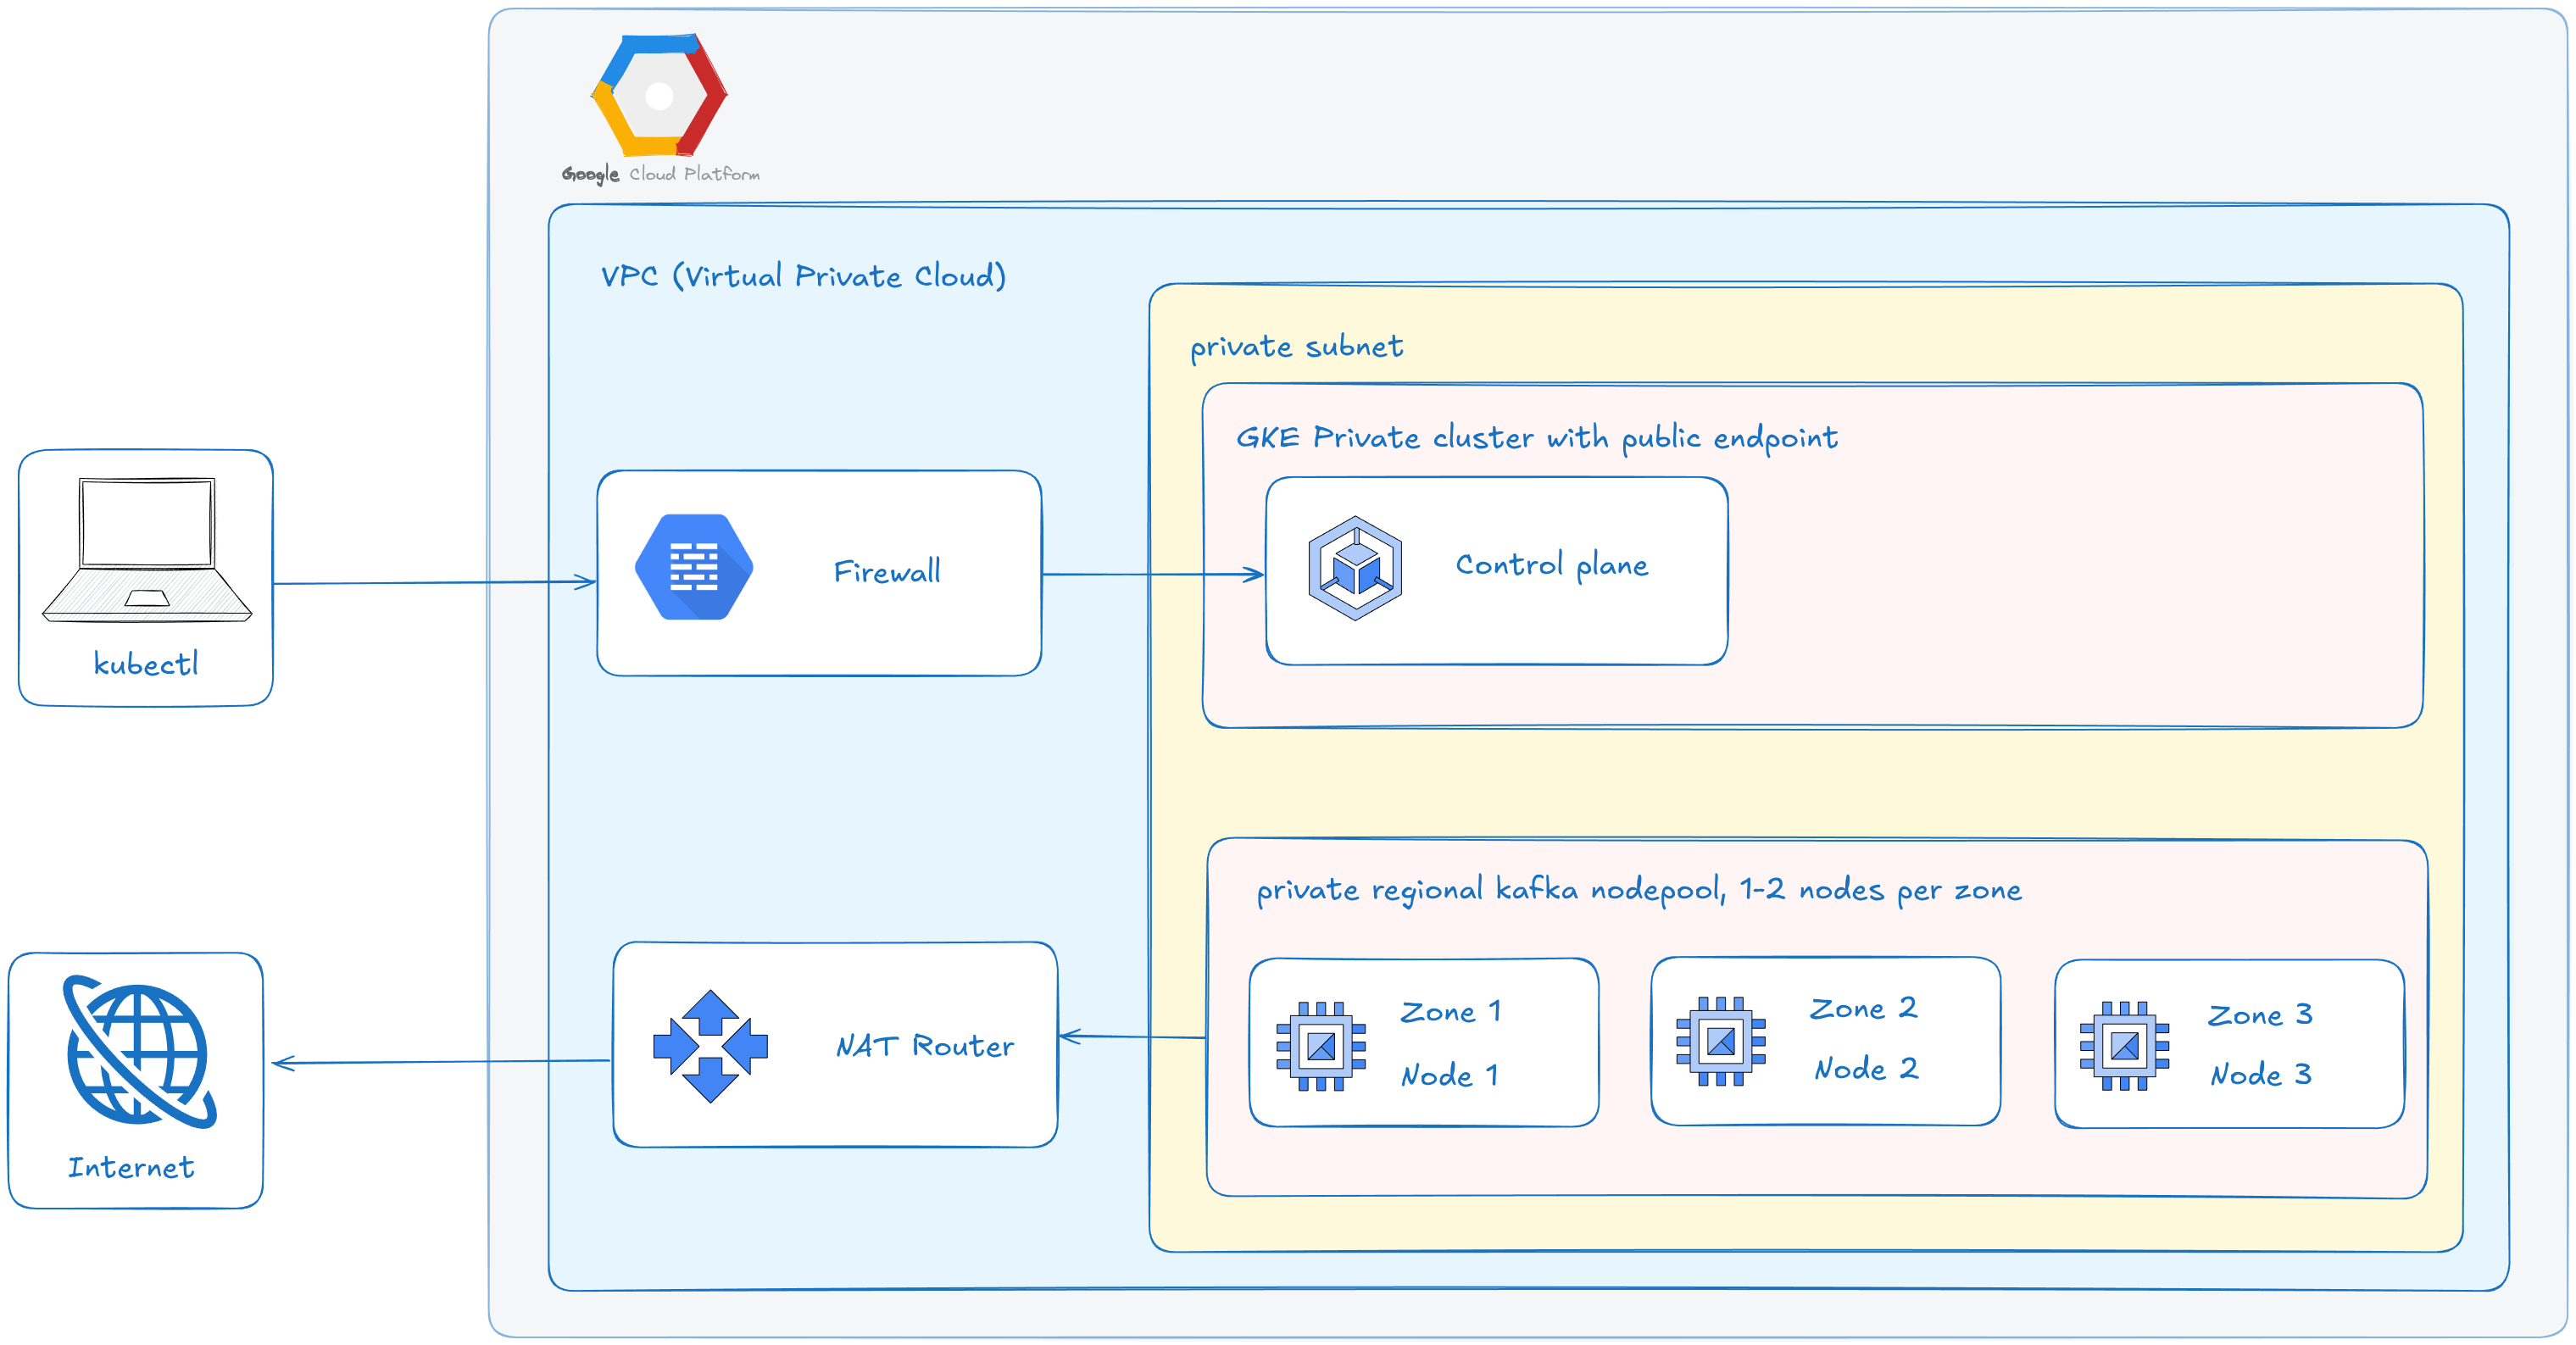 Google Cloud Platform
VPC (Virtual Private Cloud)
private subnet
GKE Private cluster with public endpoint
kubectl
Firewall
Control plane
private regional kafka nodepool, 1-2 nodes per zone
Internet
NAT Router
Zone 1
Node 1
Zone 2
Node 2
Zone 3
Node 3